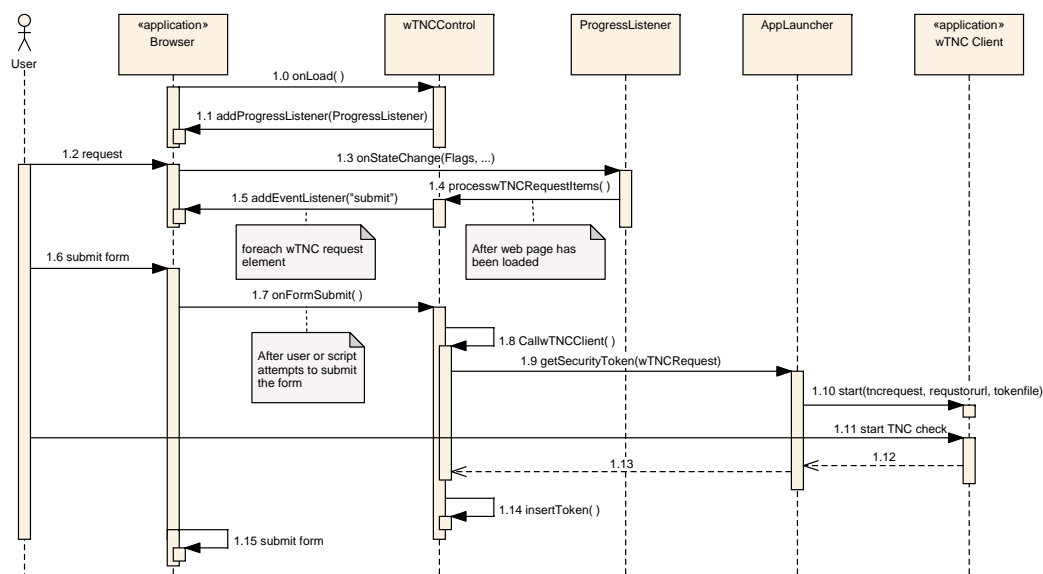 «application»
Browser
wTNCControl
ProgressListener
AppLauncher
«application»
wTNC Client
User
1.0 onLoad( )
1.1 addProgressListener(ProgressListener)
1.2 request
1.3 onStateChange(Flags, ...)
1.4 processwTNCRequestItems( )
1.5 addEventListener("submit")
foreach wTNC request
element
After web page has
been loaded
1.6 submit form
1.7 onFormSubmit( )
After user or script
attempts to submit
the form
1.8 CallwTNCClient( )
1.9 getSecurityToken(wTNCRequest)
1.10 start(tncrequest, requstorurl, tokenfile)
1.11 start TNC check
1.12
1.13
1.14 insertToken( )
1.15 submit form